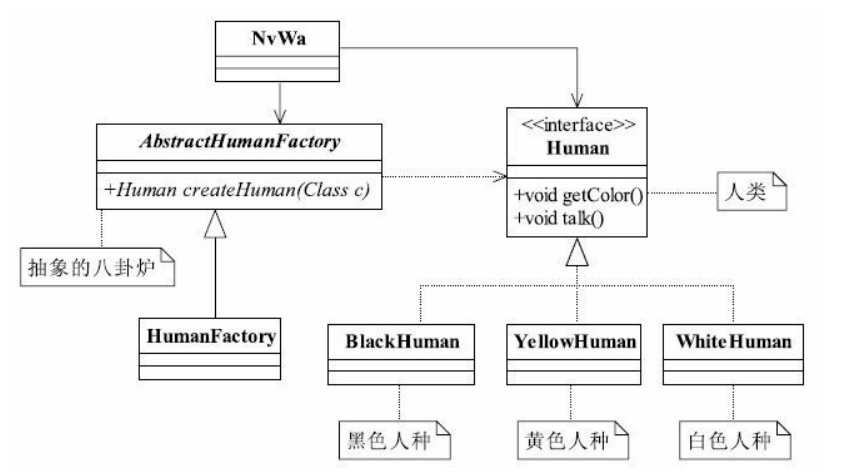 NvWa
AbstractHumanFactory
+Human createHuman(Class c)
<<interface>>
Human
+void getColor()
+void talk()
人类
抽象的八卦炉
HumanFactory
BlackHuman
YellowHuman
WhiteHuman
黑色人种
黄色人种
白色人种